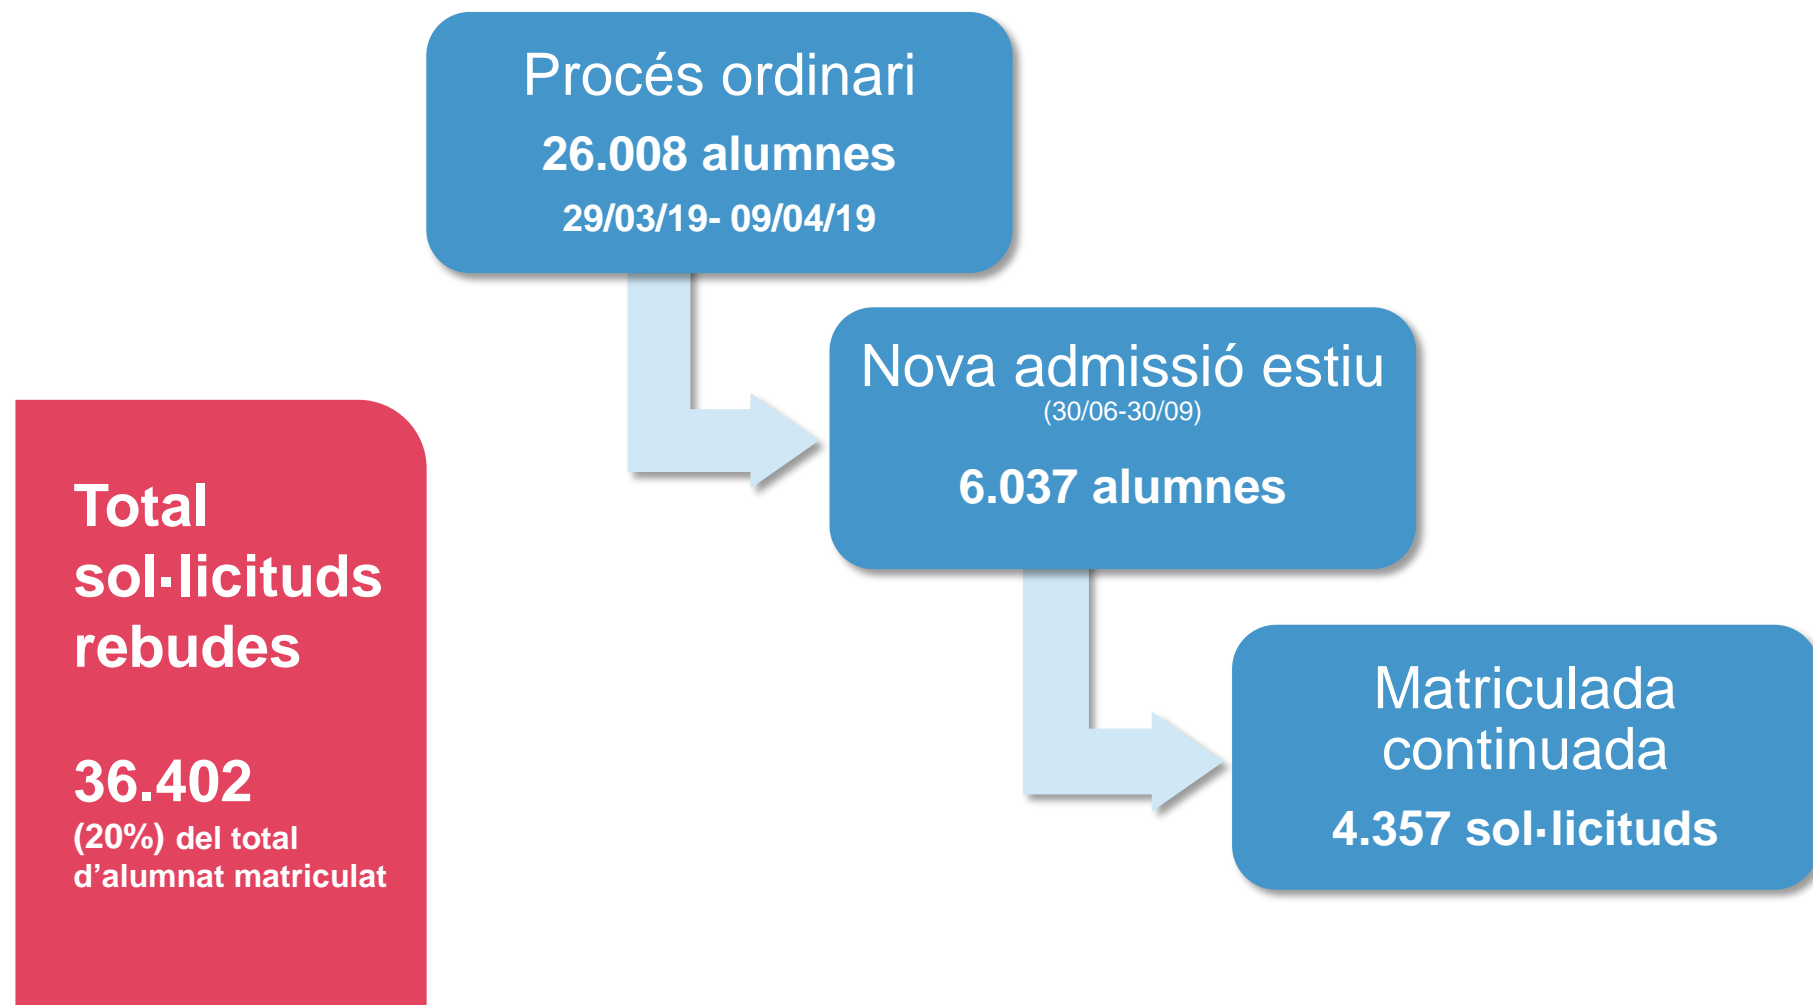 Procés ordinari
26.008 alumnes
29/03/19- 09/04/19
Nova admissió estiu
(30/06-30/09)
6.037 alumnes
Matriculada
continuada
4.357 sol·licituds
Total
sol·licituds
rebudes
36.402
(20%) del total
d’alumnat matriculat